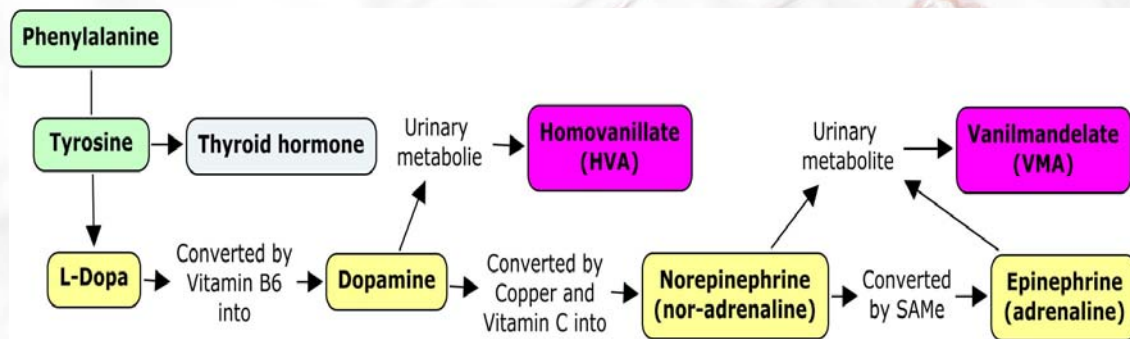 Phenylalanine
Tyrosine
Thyroid hormone
Urinary
metabolie
Homovanillate
(HVA)
Urinary
metabolite
Vanilmandelate
(VMA)
L-Dopa
Converted by
Vitamin B6
into
Dopamine
Converted by
Copper and
Vitamin C into
Norepinephrine
(nor-adrenaline)
Converted
by SAMe
Epinephrine
(adrenaline)